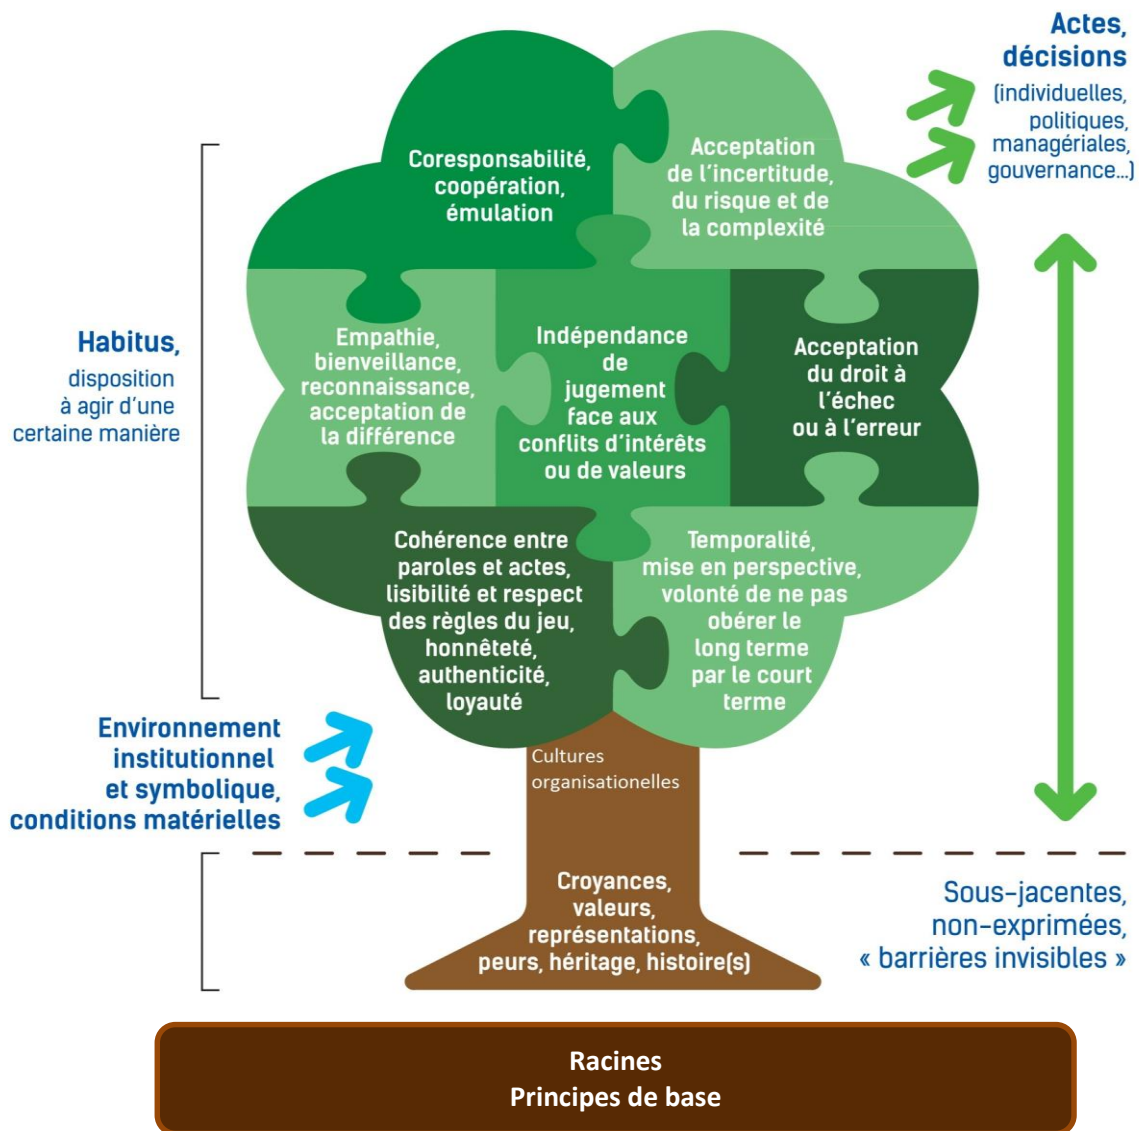 Actes,
décisions
(individuelles,
politiques,
managériales,
gouvernance...)
Coresponsabilité,
coopération,
émulation
Acceptation
de l'incertitude,
du risque et de
la complexité
Habitus,
disposition
à agir d'une
certaine manière
Empathie,
bienveillance,
reconnaissance,
acceptation de
la différence
Indépendance
de
jugement
face aux
conflits d'intérêts
ou de valeurs
Acceptation
du droit à
l'échec
ou à l'erreur
Cohérence entre
paroles et actes,
lisibilité et respect
des règles du jeu,
honnêteté,
authenticité,
loyauté
Temporalité,
mise en perspective,
volonté de ne pas
obérer le
long terme
par le court
terme
Environnement
institutionnel
et symbolique,
conditions matérielles
Cultures
organisationelles
Croyances,
valeurs,
représentations,
peurs, héritage, histoire(s)
Sous-jacentes,
non-exprimées,
« barrières invisibles »
Racines
Principes de base